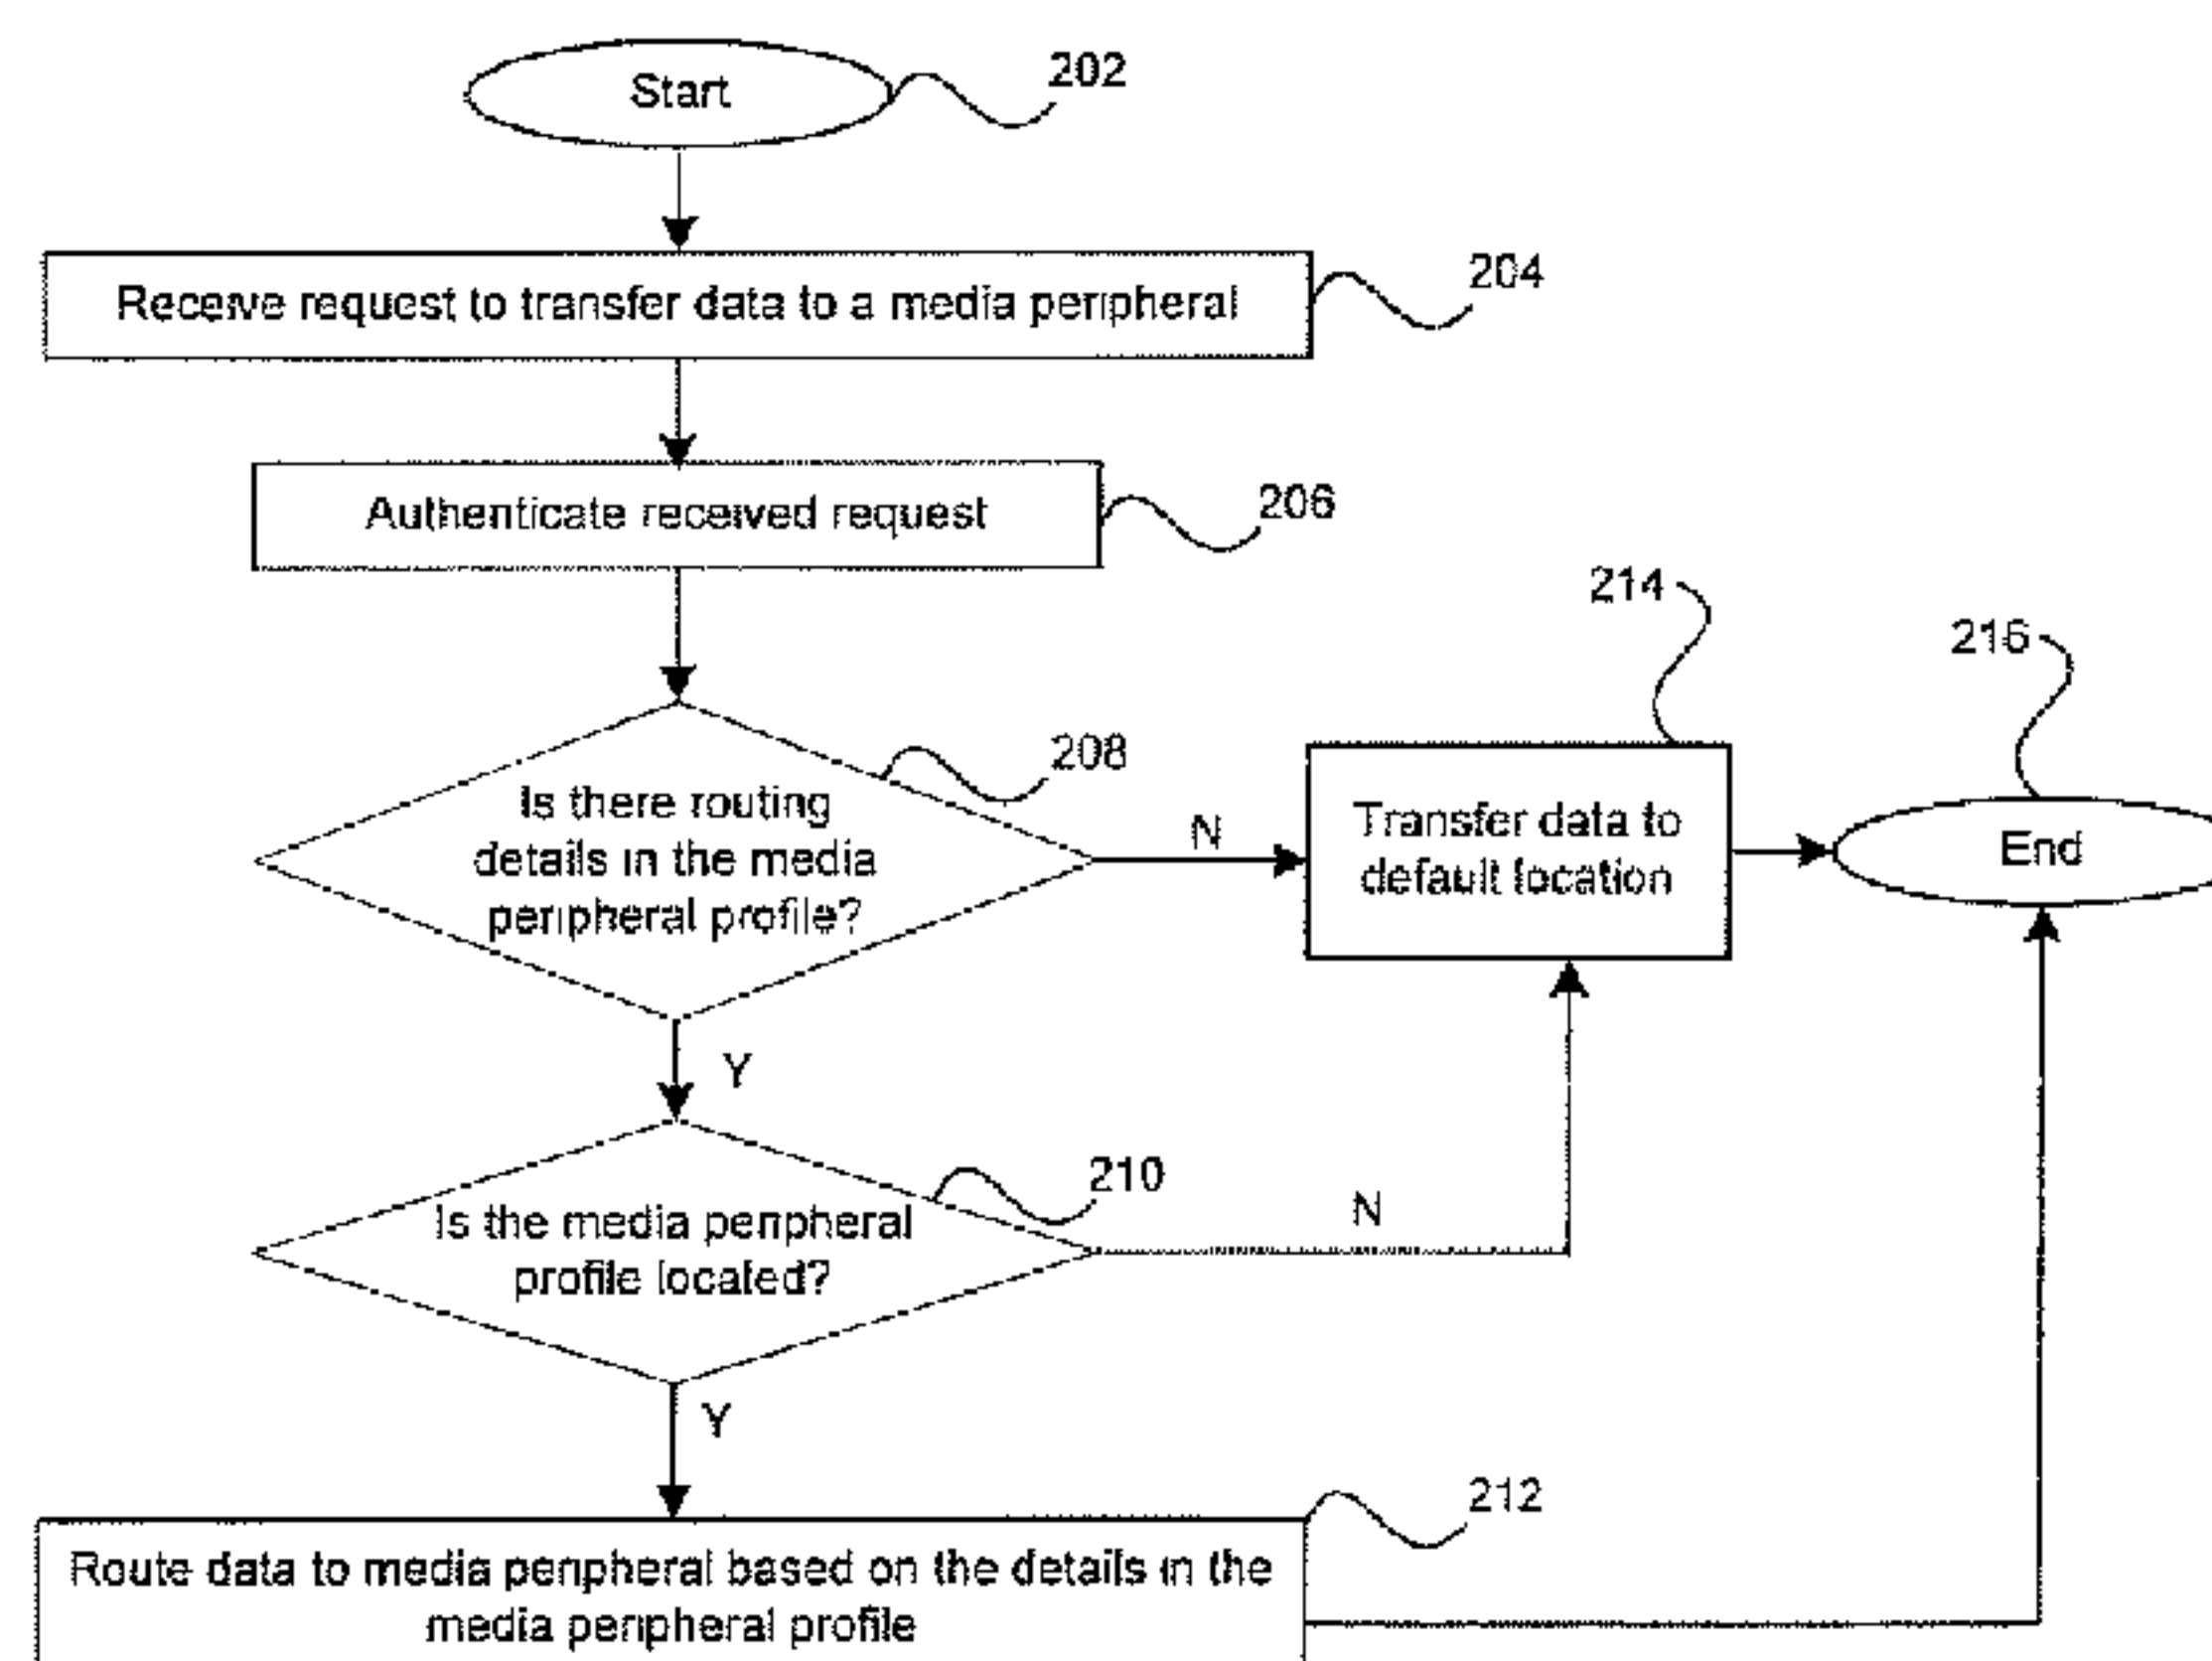 Start
202
Receive request to transfer data to a media peripheral
204
Authenticate received request
206
214
216
208
Is there routing
details in the media
peripheral profile?
N
Transfer data to
default location
End
Y
210
Is the media peripheral
profile located?
N
Y
212
Route data to media peripheral based on the details in the
media peripheral profile